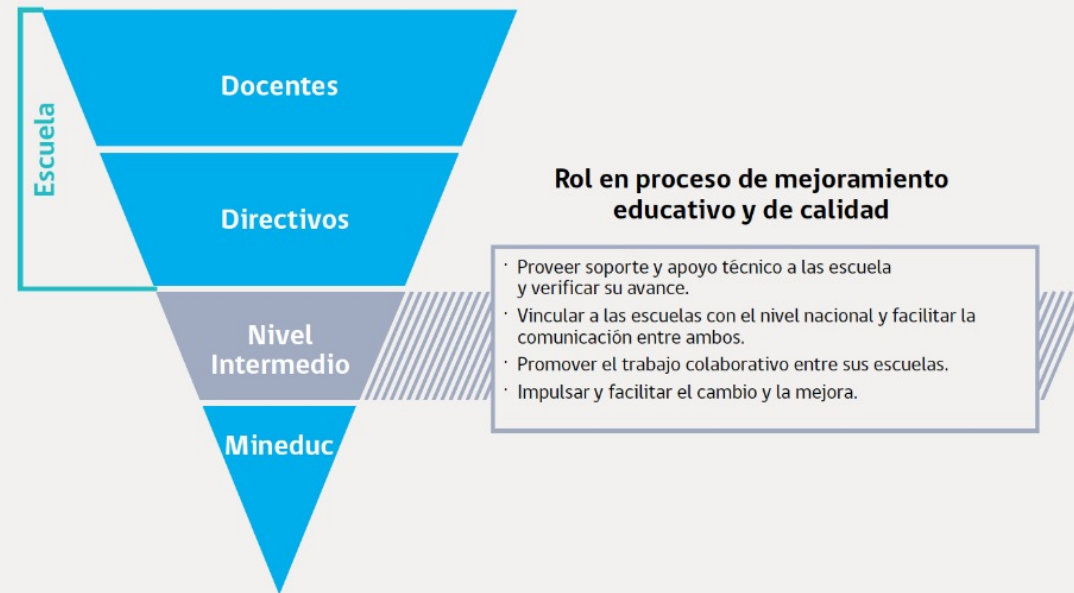 Escuela
Docentes
Directivos
Nivel
Intermedio
Mineduc
Rol en proceso de mejoramiento
educativo y de calidad
· Proveer soporte y apoyo técnico a las escuela
y verificar su avance.
· Vincular a las escuelas con el nivel nacional y facilitar la
comunicación entre ambos.
· Promover el trabajo colaborativo entre sus escuelas.
· Impulsar y facilitar el cambio y la mejora.